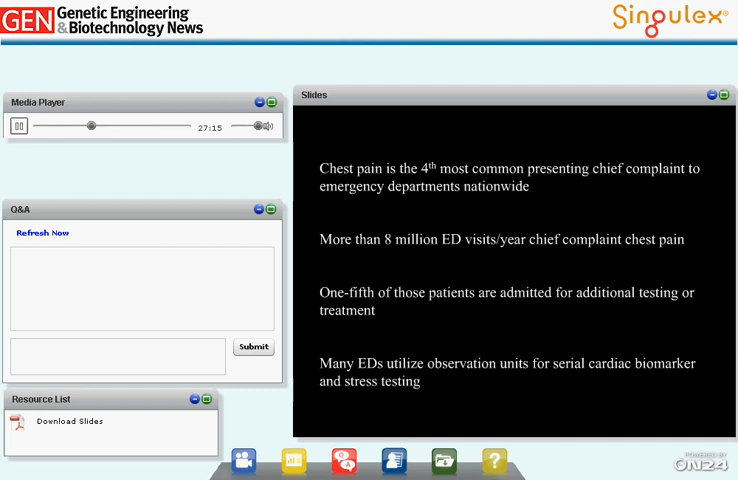 GEN Genetic Engineering
& Biotechnology News
Singulex®
Media Player
27:15
Q&A
Refresh Now
Submit
Resource List
Download Slides
Slides
Chest pain is the 4th most common presenting chief complaint to
emergency departments nationwide
More than 8 million ED visits/year chief complaint chest pain
One-fifth of those patients are admitted for additional testing or
treatment
Many EDs utilize observation units for serial cardiac biomarker
and stress testing
Q
A
?
POWERED BY
ON24